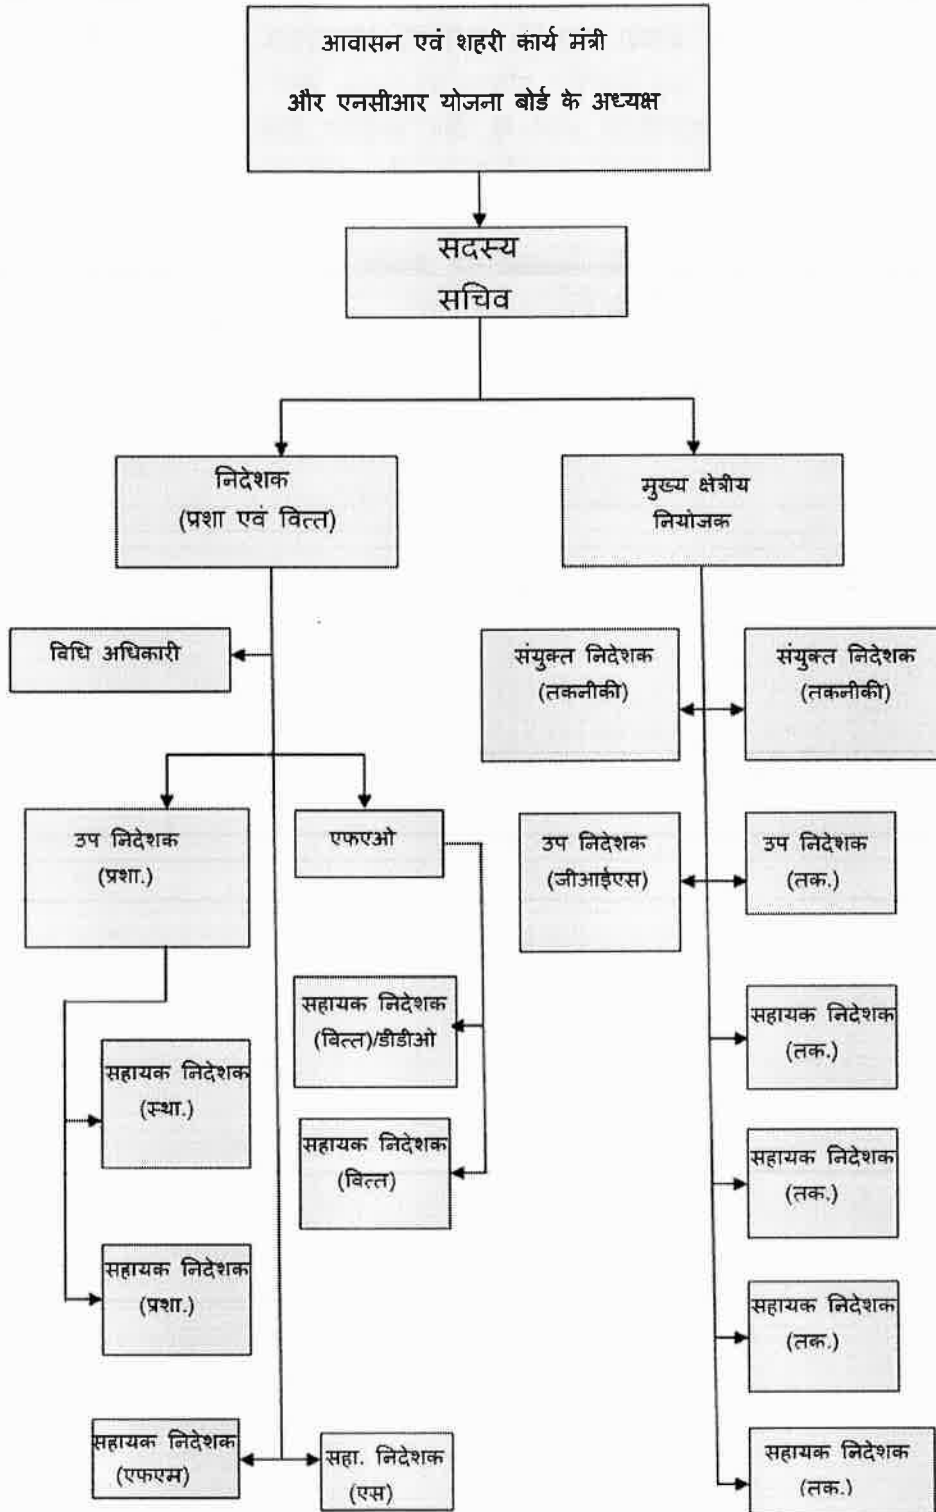 आवासन एवं शहरी कार्य मंत्री
और एनसीआर योजना बोर्ड के अध्यक्ष
सदस्य
सचिव
निदेशक
(प्रशा एवं वित्त)
मुख्य क्षेत्रीय
नियोजक
विधि अधिकारी
संयुक्त निदेशक
(तकनीकी)
संयुक्त निदेशक
(तकनीकी)
उप निदेशक
(प्रशा.)
एफएओ
उप निदेशक
(जीआईएस)
उप निदेशक
(तक.)
सहायक निदेशक
(वित्त)/डीडीओ
सहायक निदेशक
(तक.)
सहायक निदेशक
(स्था.)
सहायक निदेशक
(वित्त)
सहायक निदेशक
(तक.)
सहायक निदेशक
(प्रशा.)
सहायक निदेशक
(तक.)
सहायक निदेशक
(एफएम)
सहा. निदेशक
(एस)
सहायक निदेशक
(तक.)